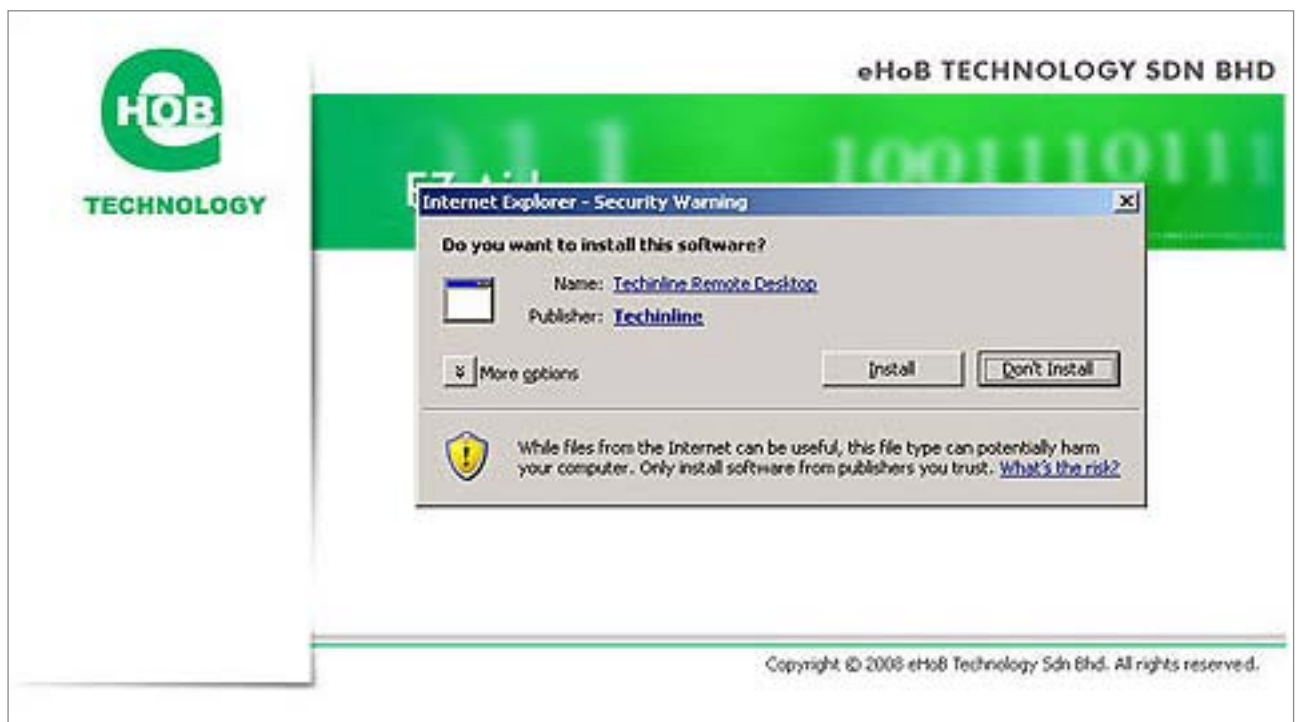 eHoB TECHNOLOGY SDN BHD
HOB
TECHNOLOGY
011 1001110111
Internet Explorer - Security Warning
Do you want to install this software?
Name: Techinline Remote Desktop
Publisher: Techinline
More options
Install
Don't Install
While files from the Internet can be useful, this file type can potentially harm
your computer. Only install software from publishers you trust. What's the risk?
Copyright © 2008 eHoB Technology Sdn Bhd. All rights reserved.